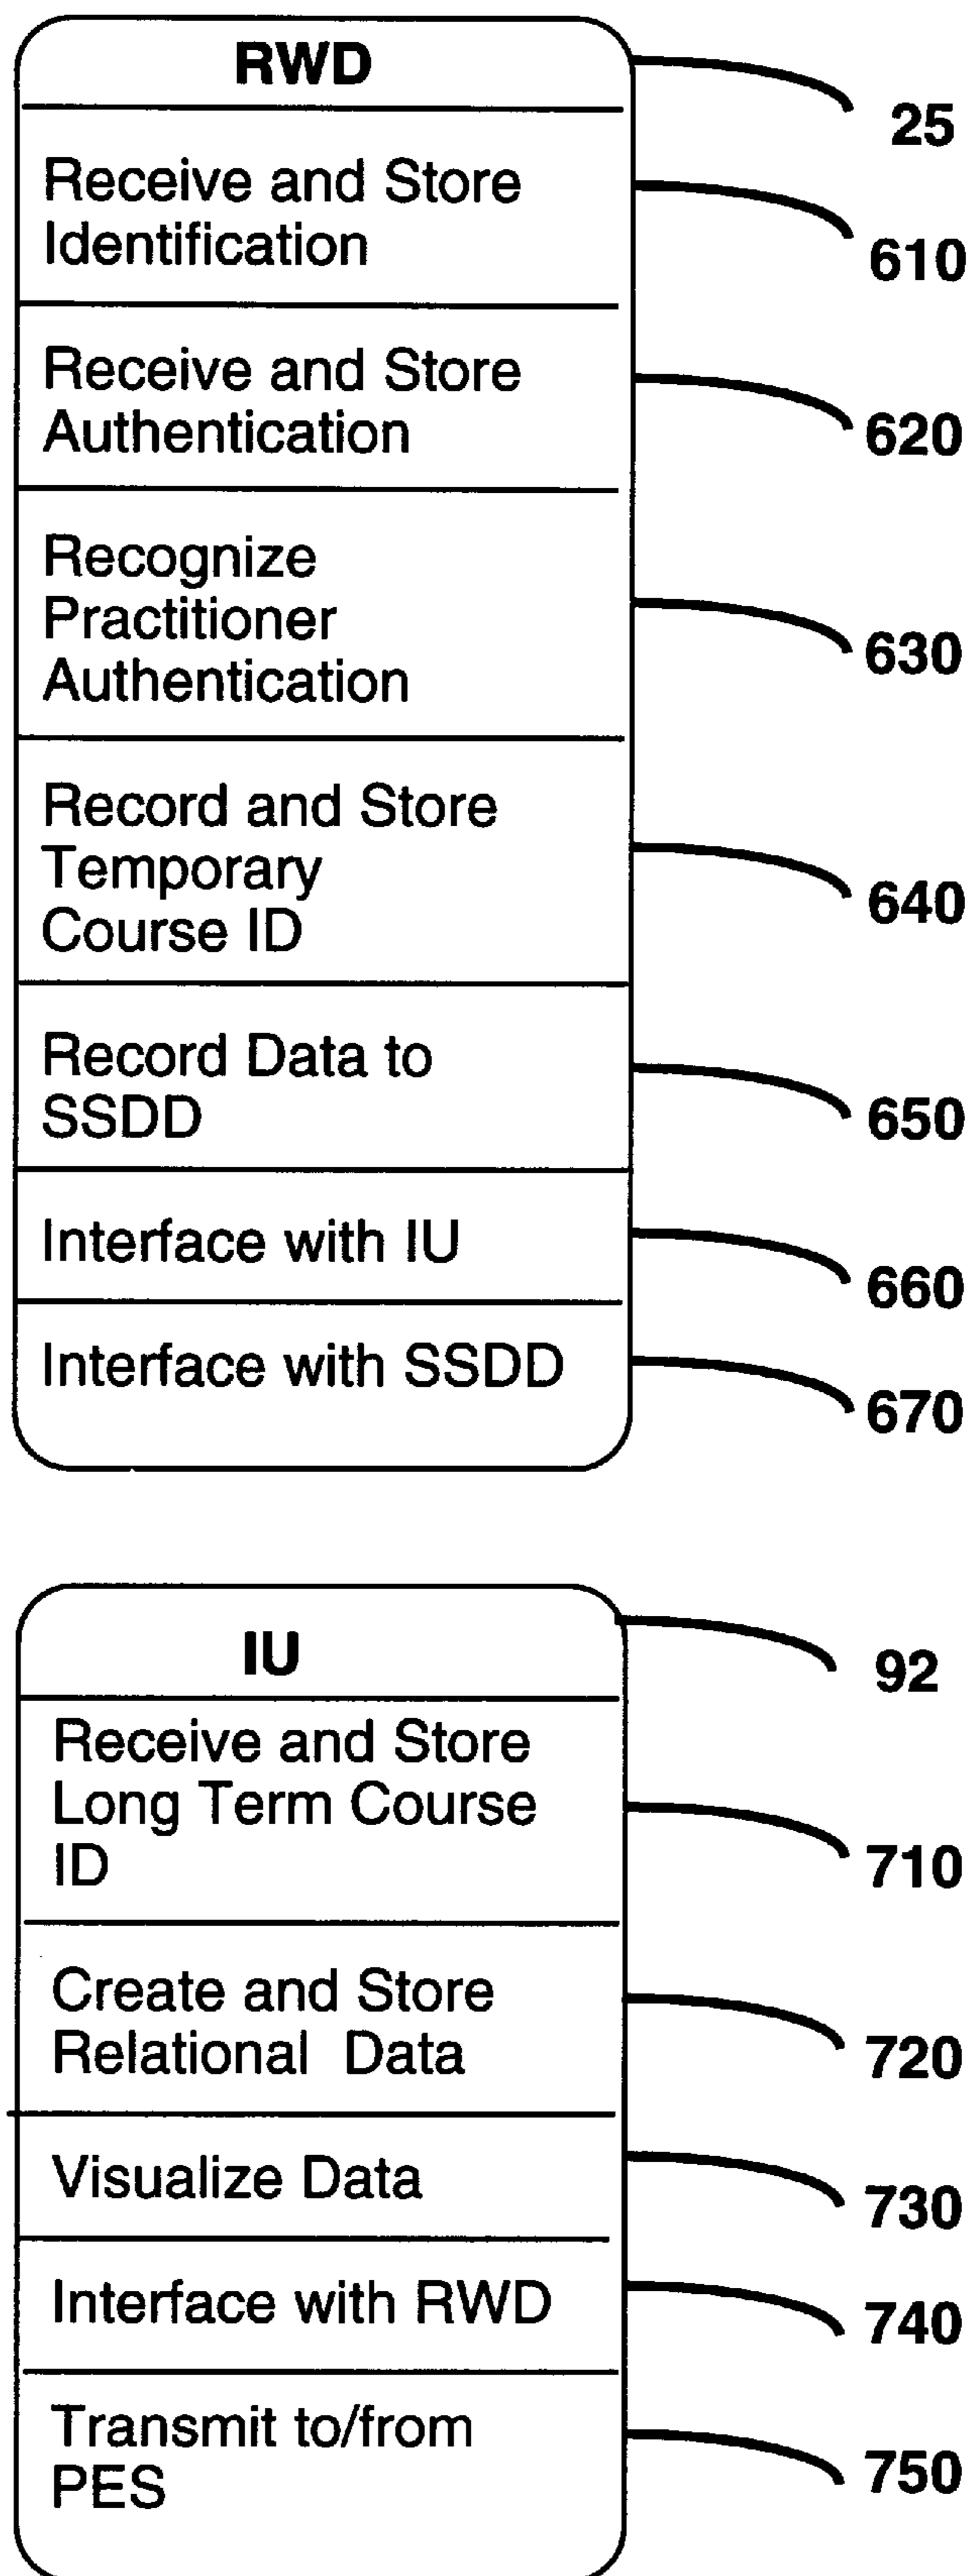 RWD
25
Receive and Store
Identification
610
Receive and Store
Authentication
620
Recognize
Practitioner
Authentication
630
Record and Store
Temporary
Course ID
640
Record Data to
SSDD
650
Interface with IU
660
Interface with SSDD
670
IU
92
Receive and Store
Long Term Course
ID
710
Create and Store
Relational Data
720
Visualize Data
730
Interface with RWD
740
Transmit to/from
PES
750